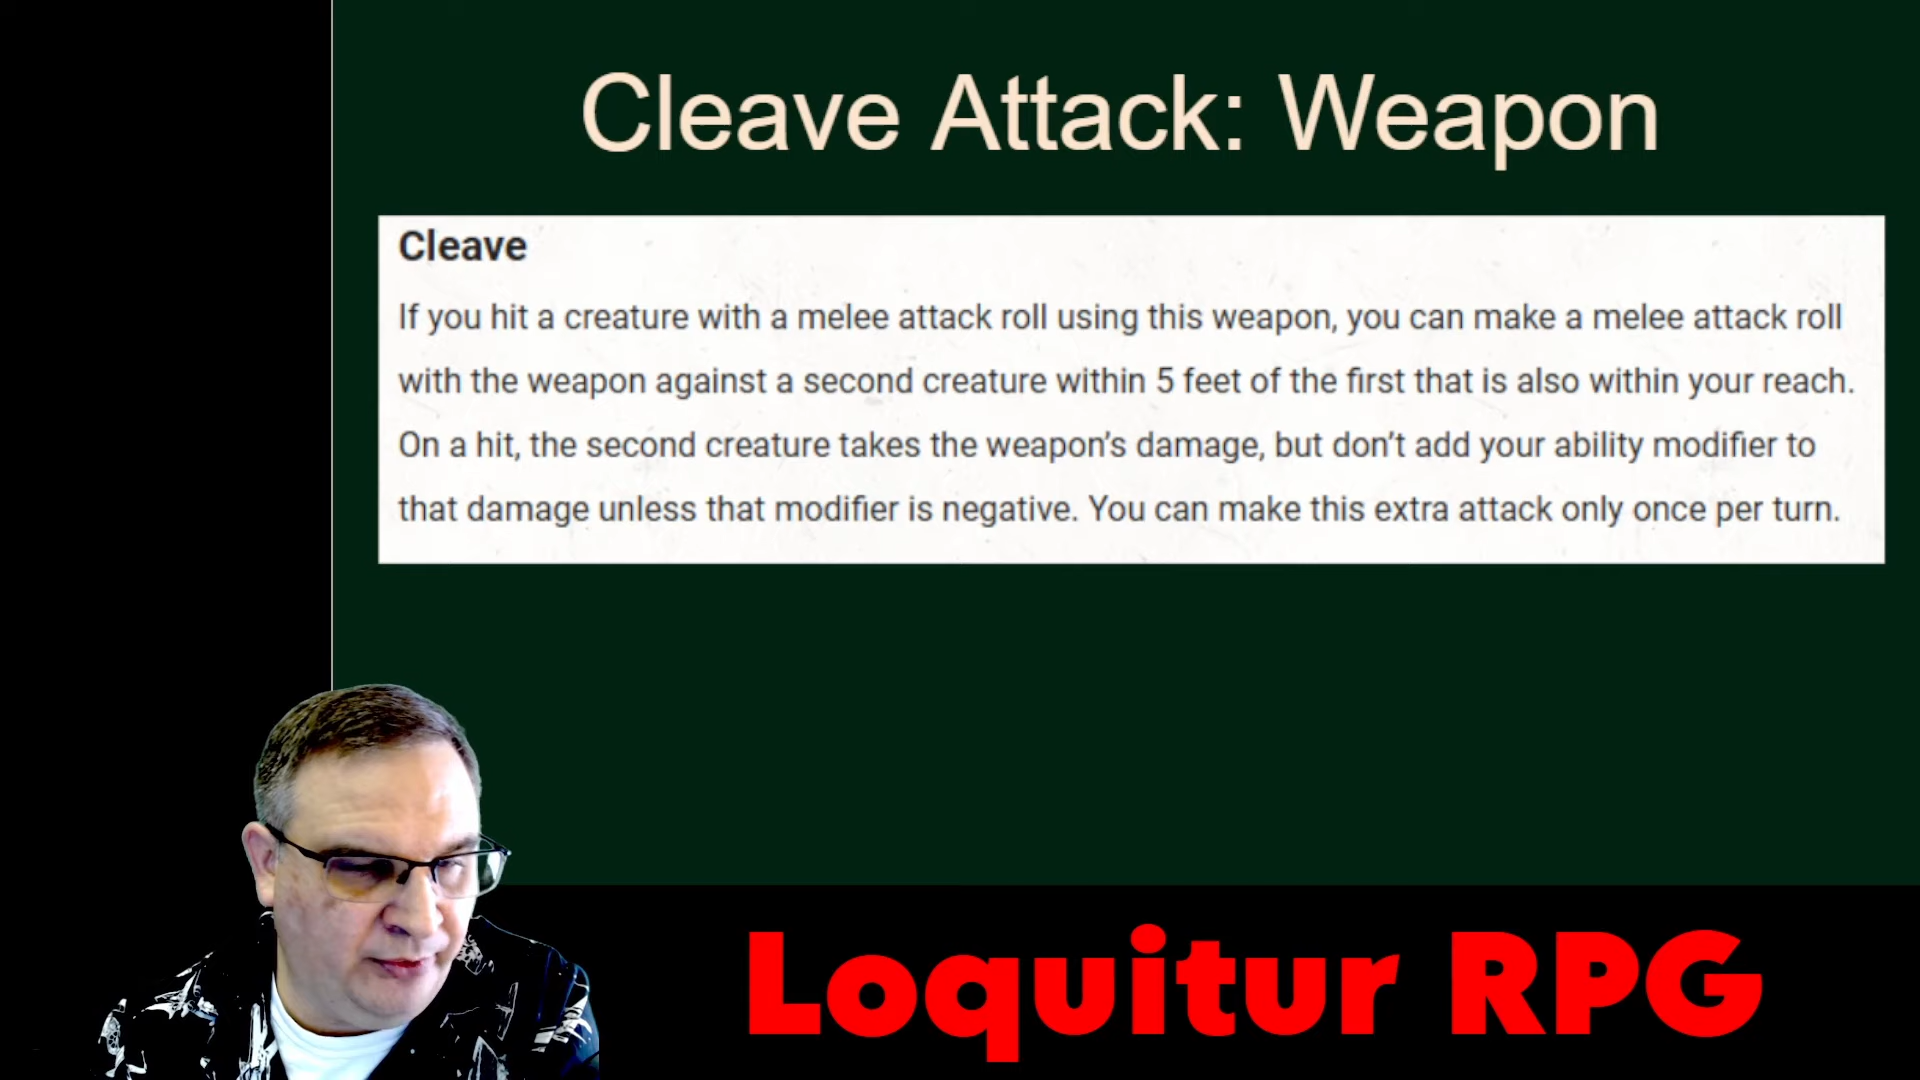 Cleave Attack: Weapon
Cleave
If you hit a creature with a melee attack roll using this weapon, you can make a melee attack roll
with the weapon against a second creature within 5 feet of the first that is also within your reach.
On a hit, the second creature takes the weapon’s damage, but don’t add your ability modifier to
that damage unless that modifier is negative. You can make this extra attack only once per turn.
Loquitur RPG